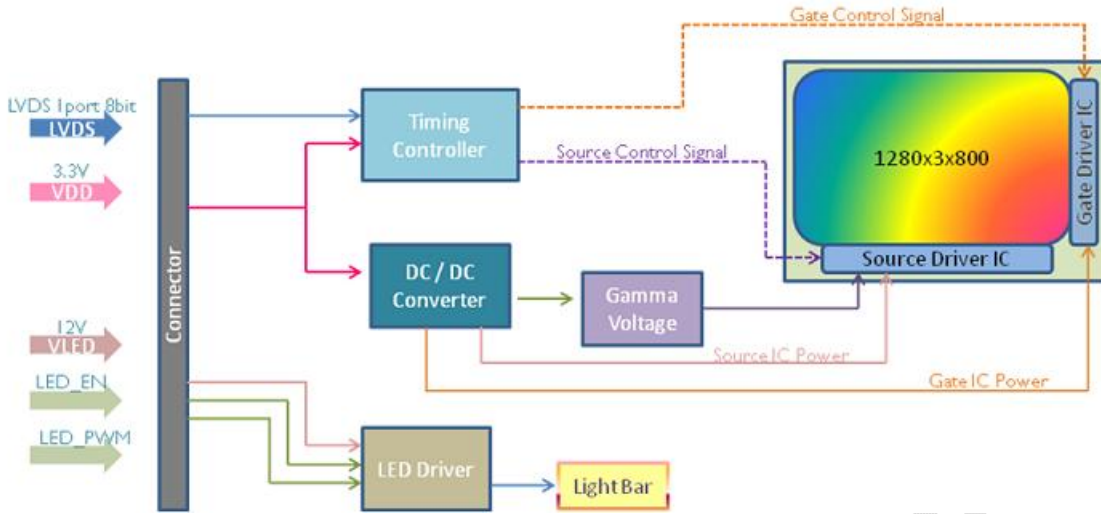 Gate Control Signal
LVDS 1port 8bit
LVDS
3.3V
VDD
Timing
Controller
Source Control Signal
1280x3x800
Gate Driver IC
Source Driver IC
Connector
DC / DC
Converter
Gamma
Voltage
Source IC Power
Gate IC Power
12V
VLED
LED_EN
LED_PWM
LED Driver
Light Bar